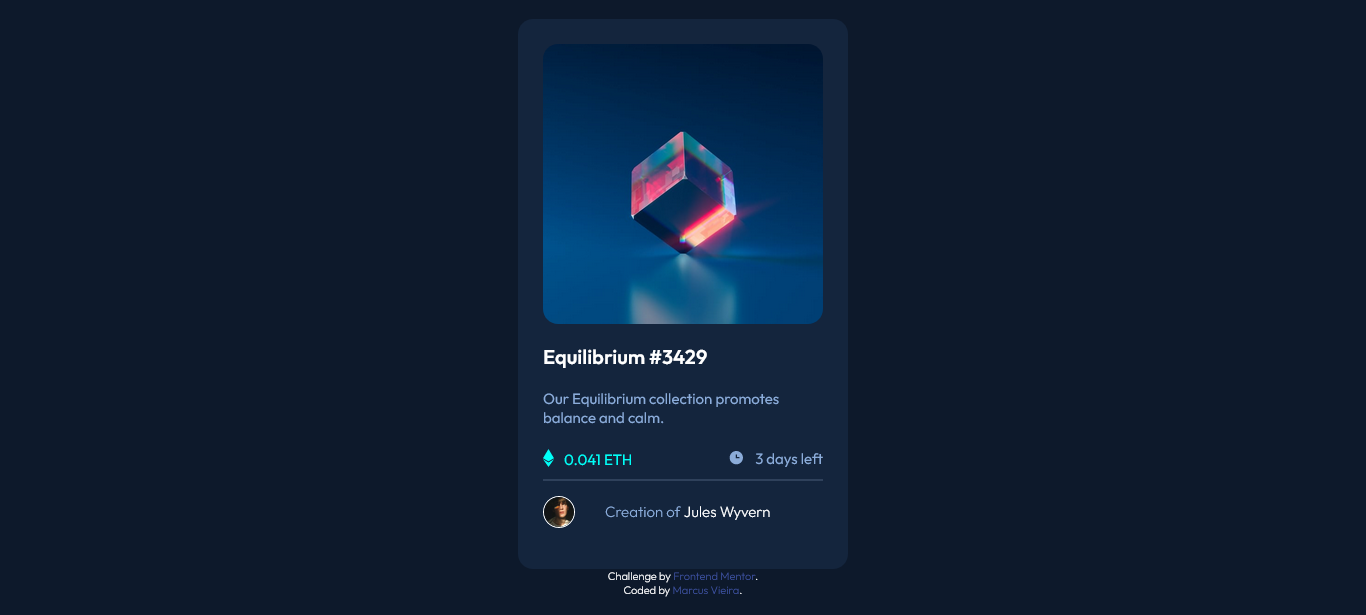 Equilibrium #3429
Our Equilibrium collection promotes
balance and calm.
0.041 ETH
3 days left
Creation of Jules Wyvern
Challenge by Frontend Mentor.
Coded by Marcus Vieira.